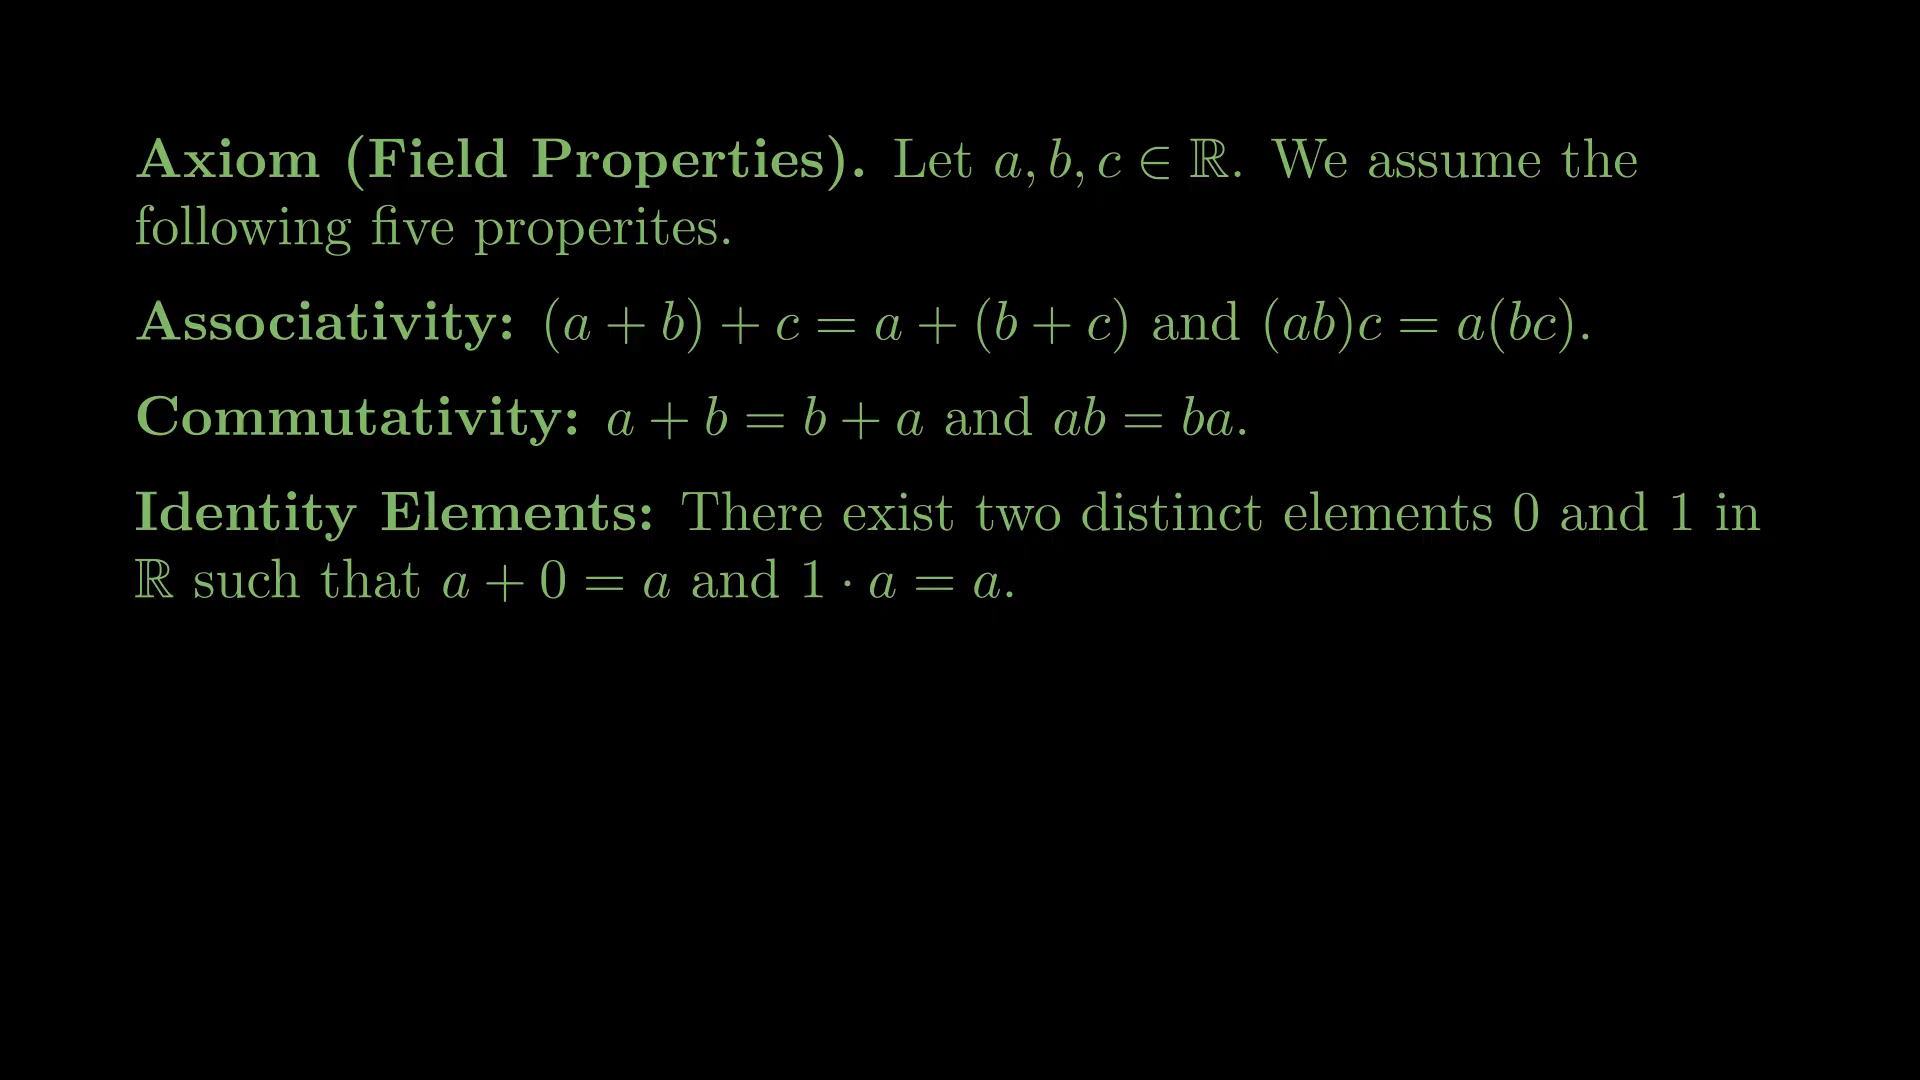 Axiom (Field Properties). Let a, b, c ∈ ℝ. We assume the
following five properites.
Associativity: (a + b) + c = a + (b + c) and (ab)c = a(bc).
Commutativity: a + b = b + a and ab = ba.
Identity Elements: There exist two distinct elements 0 and 1 in
ℝ such that a + 0 = a and 1 · a = a.